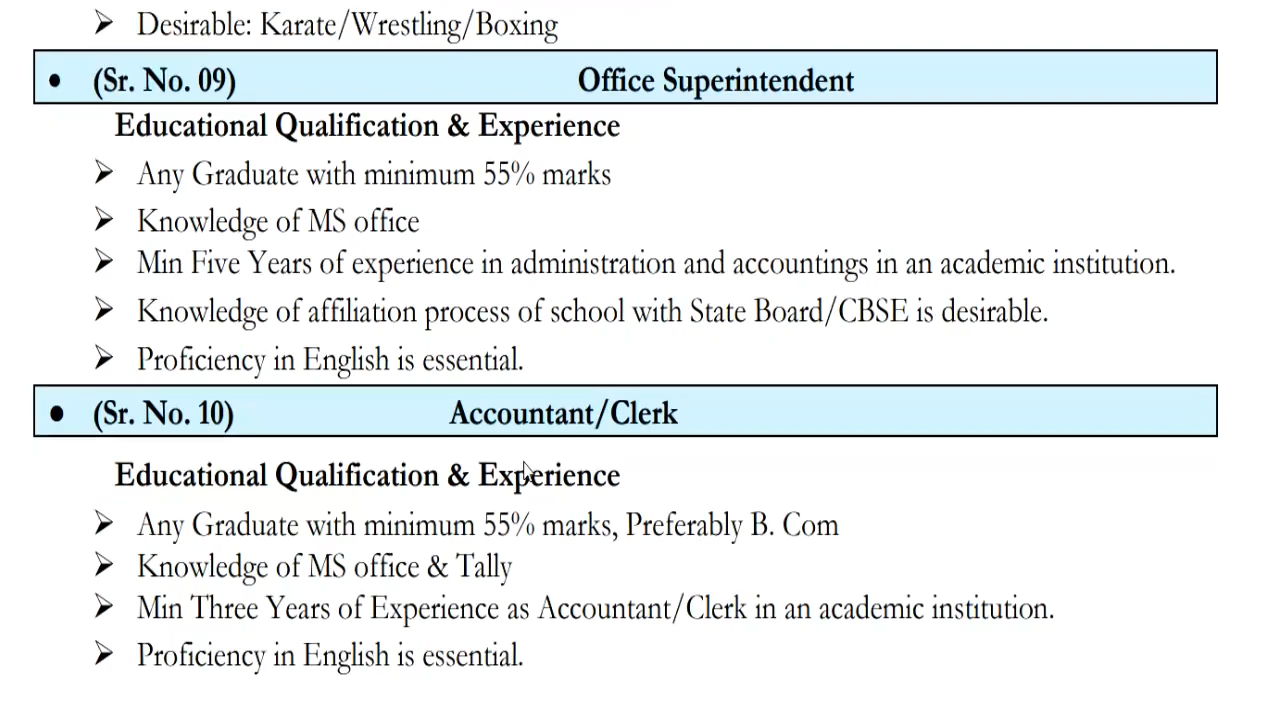 ➢ Desirable: Karate/Wrestling/Boxing
• (Sr. No. 09) Office Superintendent
Educational Qualification & Experience
➢ Any Graduate with minimum 55% marks
➢ Knowledge of MS office
➢ Min Five Years of experience in administration and accountings in an academic institution.
➢ Knowledge of affiliation process of school with State Board/CBSE is desirable.
➢ Proficiency in English is essential.
• (Sr. No. 10) Accountant/Clerk
Educational Qualification & Experience
➢ Any Graduate with minimum 55% marks, Preferably B. Com
➢ Knowledge of MS office & Tally
➢ Min Three Years of Experience as Accountant/Clerk in an academic institution.
➢ Proficiency in English is essential.